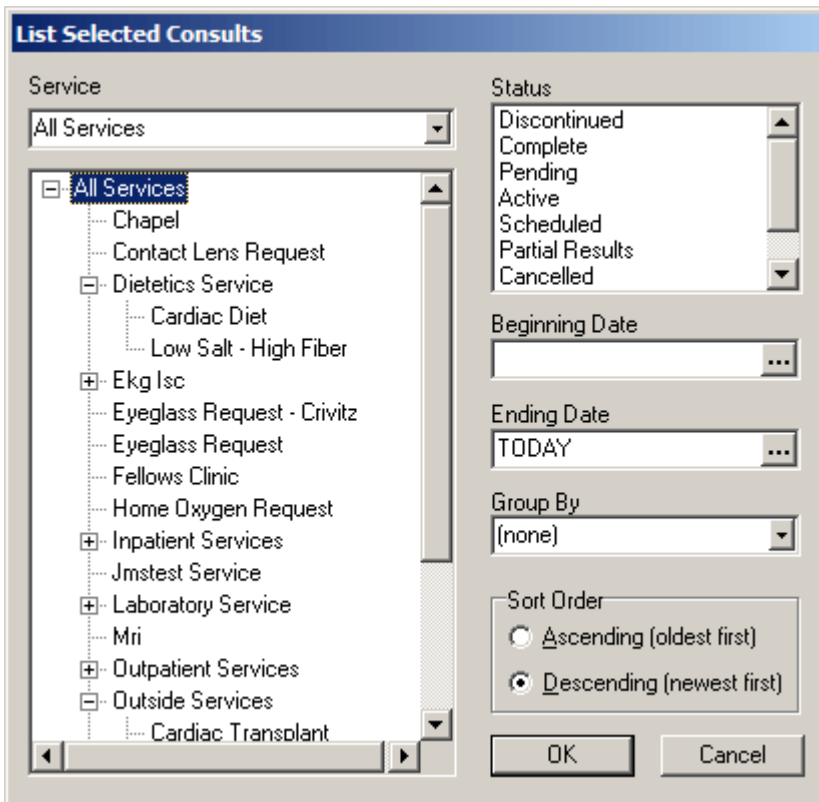 List Selected Consults
Service
All Services
All Services
Chapel
Contact Lens Request
Dietetics Service
Cardiac Diet
Low Salt - High Fiber
Ekg Isc
Eyeglass Request - Crivitz
Eyeglass Request
Fellows Clinic
Home Oxygen Request
Inpatient Services
Jmstest Service
Laboratory Service
Mri
Outpatient Services
Outside Services
Cardiac Transplant
Status
Discontinued
Complete
Pending
Active
Scheduled
Partial Results
Cancelled
Beginning Date
...
Ending Date
TODAY ...
Group By
(none)
Sort Order
Ascending (oldest first)
Descending (newest first)
OK Cancel